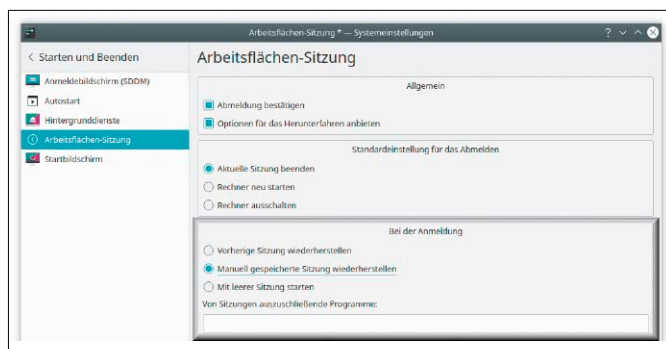 Arbeitsflächen-Sitzung * — Systemeinstellungen
< Starten und Beenden
Anmeldebildschirm (SDDM)
Autostart
Hintergrunddienste
Arbeitsflächen-Sitzung
Startbildschirm
Arbeitsflächen-Sitzung
Allgemein
Abmeldung bestätigen
Optionen für das Herunterfahren anbieten
Standardeinstellung für das Abmelden
Aktuelle Sitzung beenden
Rechner neu starten
Rechner ausschalten
Bei der Anmeldung
Vorherige Sitzung wiederherstellen
Manuell gespeicherte Sitzung wiederherstellen
Mit leerer Sitzung starten
Von Sitzungen auszuschließende Programme: